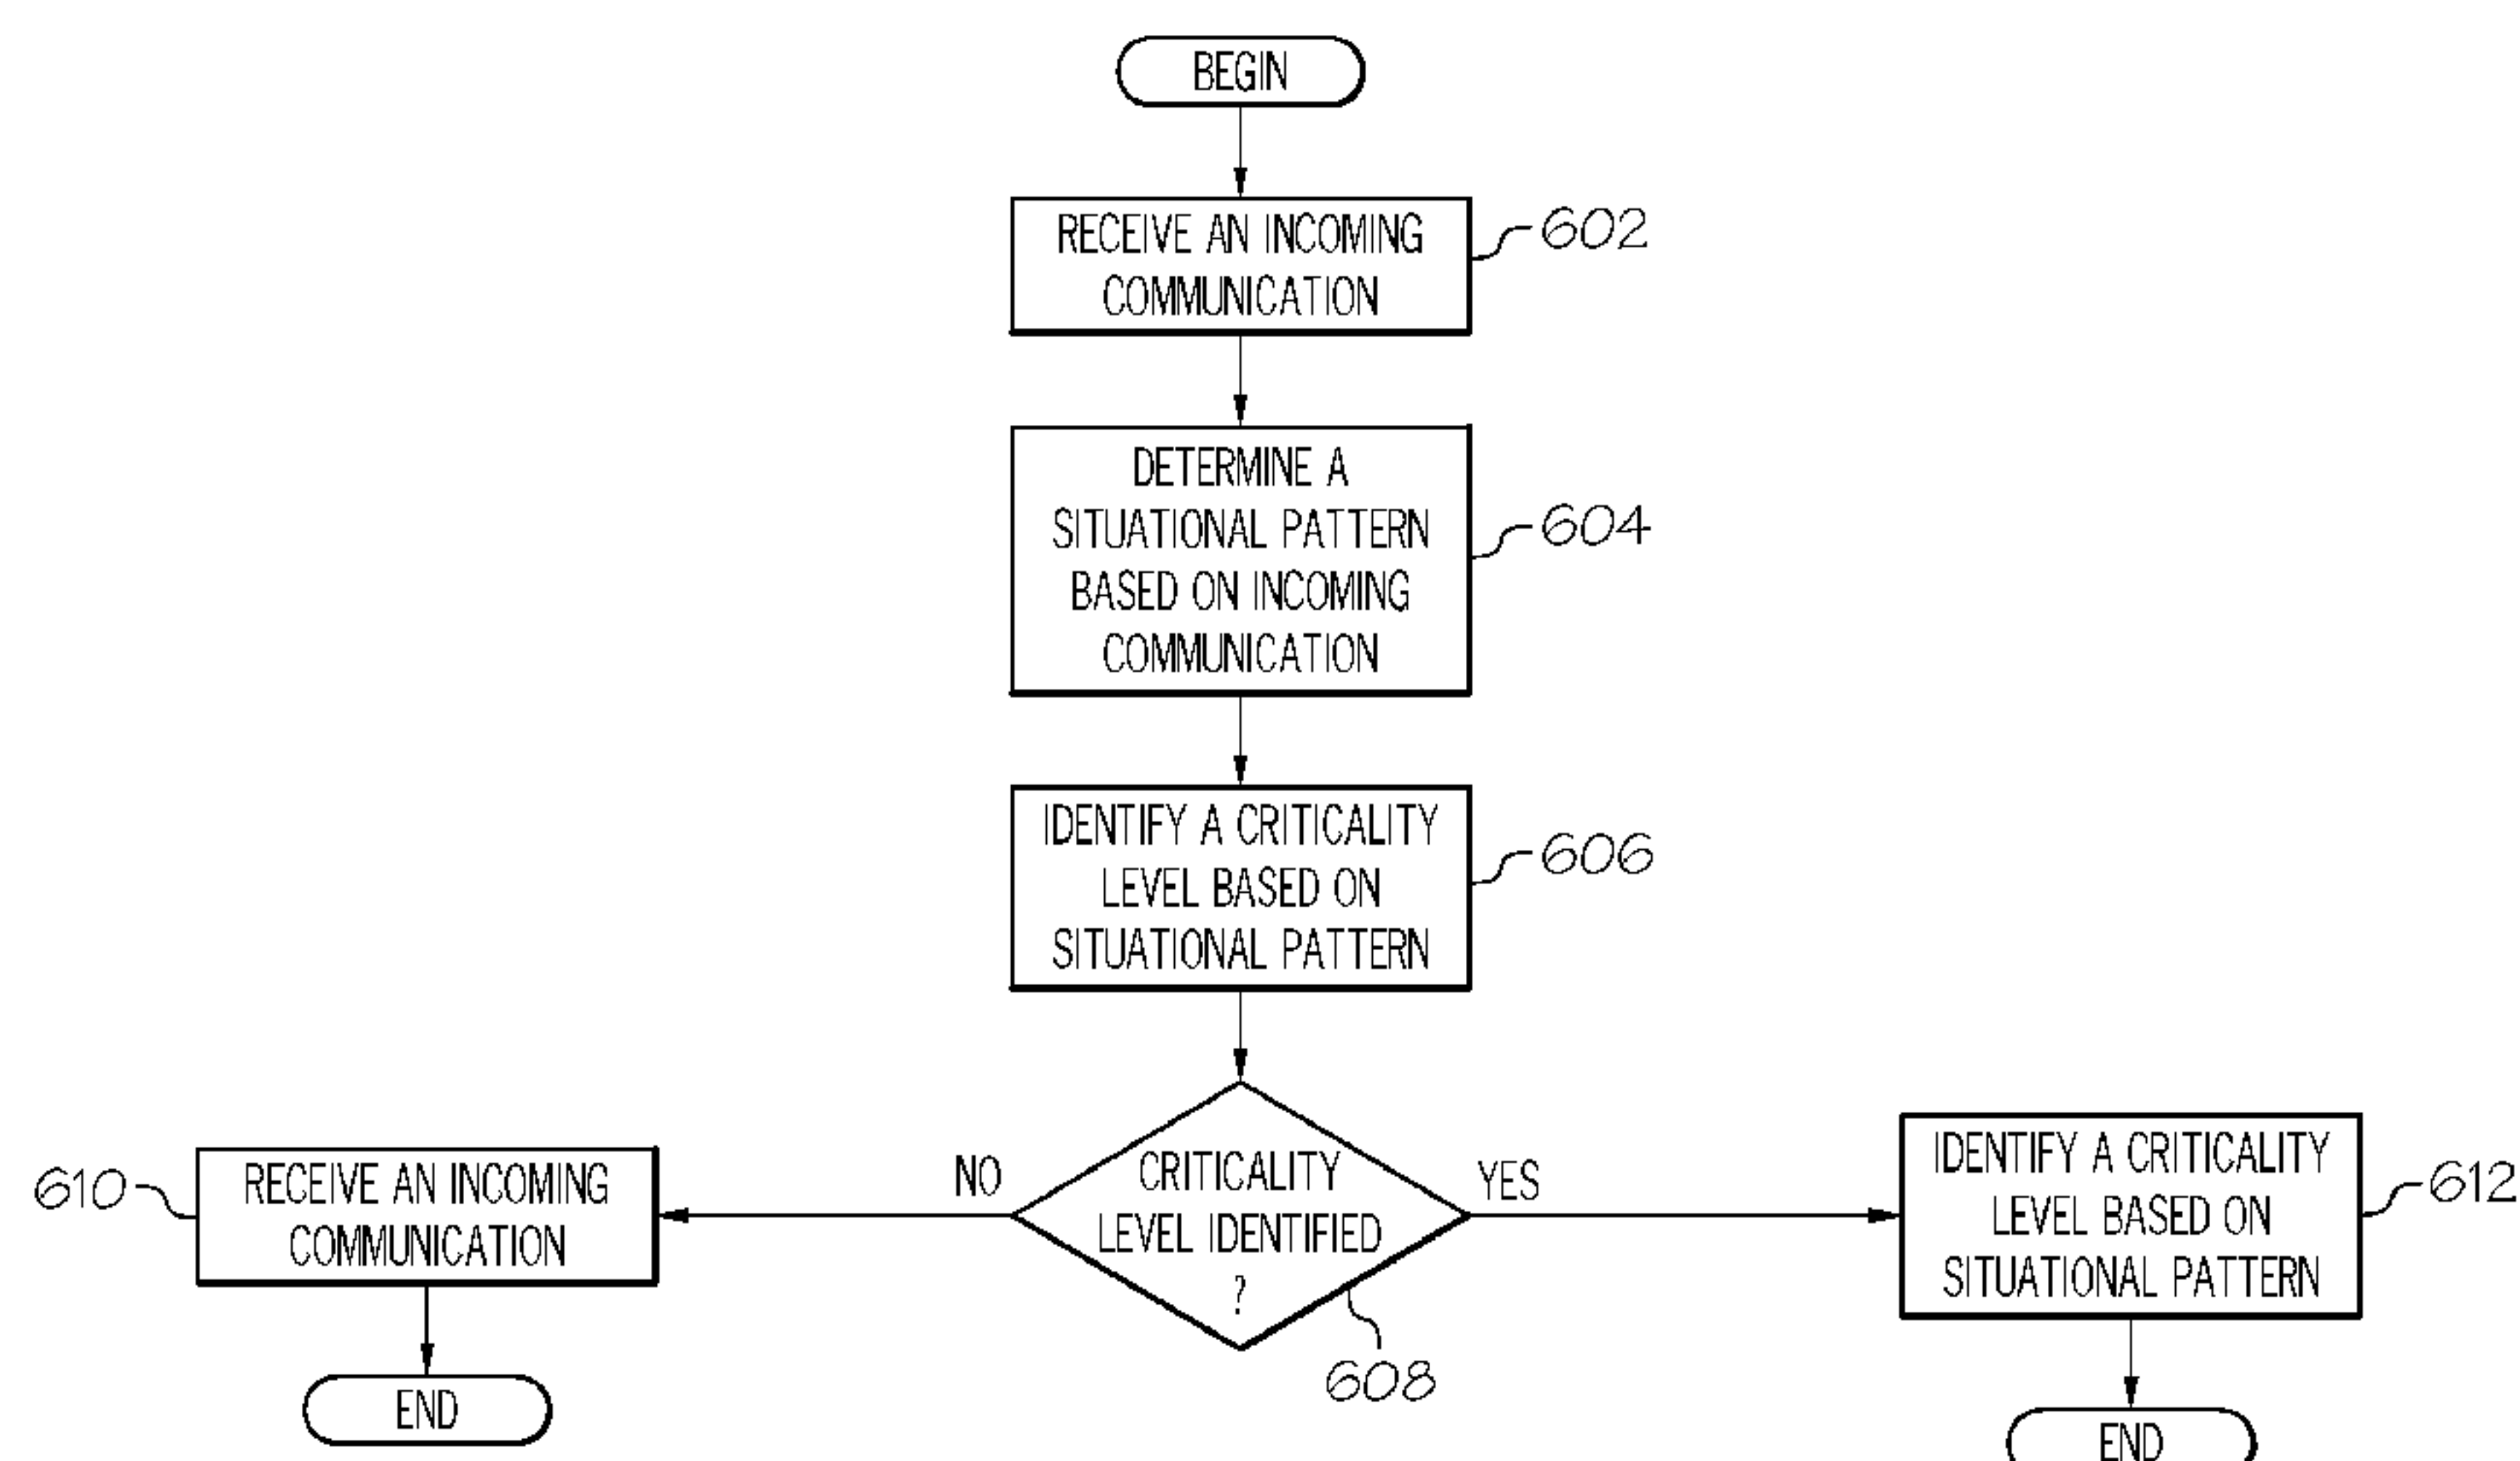 BEGIN
RECEIVE AN INCOMING
COMMUNICATION
602
DETERMINE A
SITUATIONAL PATTERN
BASED ON INCOMING
COMMUNICATION
604
IDENTIFY A CRITICALITY
LEVEL BASED ON
SITUATIONAL PATTERN
606
CRITICALITY
LEVEL IDENTIFIED
?
608
NO
YES
610
RECEIVE AN INCOMING
COMMUNICATION
END
IDENTIFY A CRITICALITY
LEVEL BASED ON
SITUATIONAL PATTERN
612
END